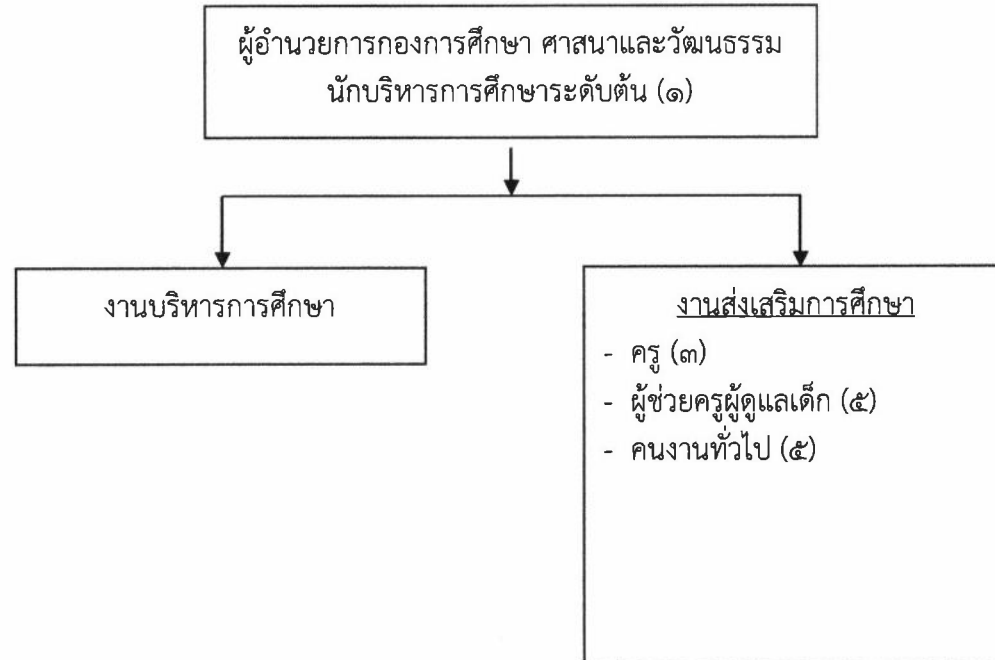 ผู้อำนวยการกองการศึกษา ศาสนาและวัฒนธรรม
นักบริหารการศึกษาระดับต้น (๑)
งานบริหารการศึกษา
งานส่งเสริมการศึกษา
- ครู (๓)
- ผู้ช่วยครูผู้ดูแลเด็ก (๕)
- คนงานทั่วไป (๕)